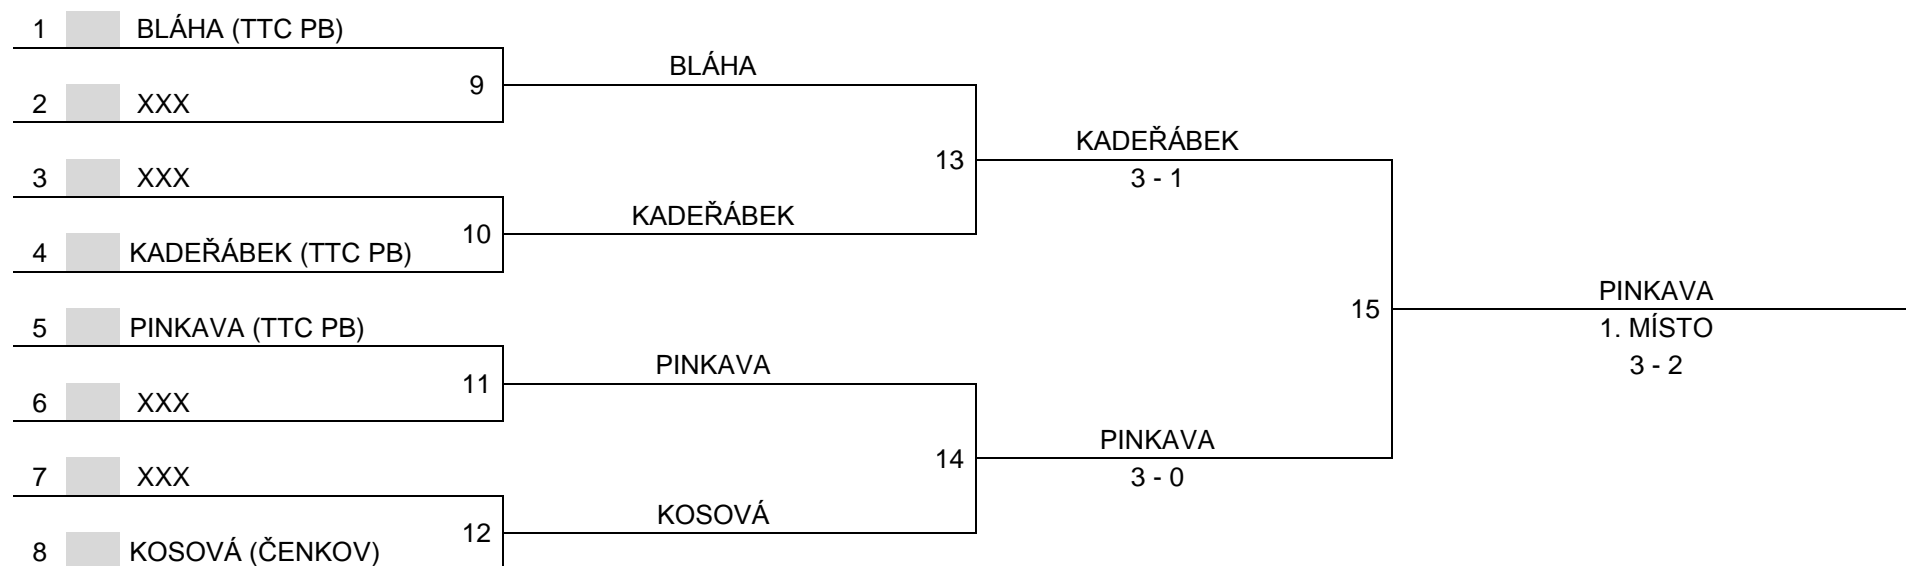 1 BLÁHA (TTC PB)
9 BLÁHA
2 XXX
13 KADEŘÁBEK
3 - 1
3 XXX
10 KADEŘÁBEK
4 KADEŘÁBEK (TTC PB)
15 PINKAVA
1. MÍSTO
3 - 2
5 PINKAVA (TTC PB)
11 PINKAVA
6 XXX
14 PINKAVA
3 - 0
7 XXX
12 KOSOVÁ
8 KOSOVÁ (ČENKOV)